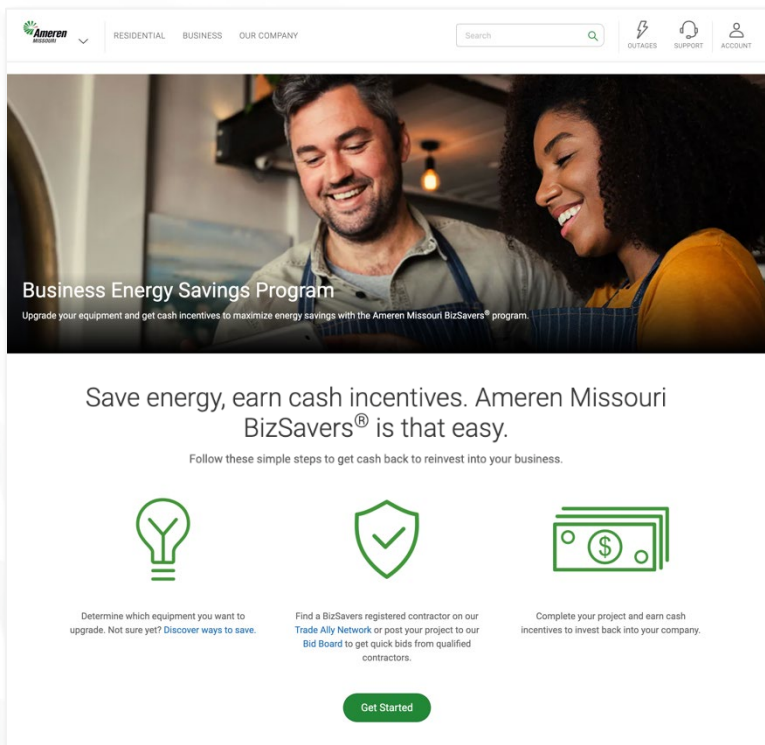 Ameren
MISSOURI
RESIDENTIAL
BUSINESS
OUR COMPANY
Search
OUTAGES
SUPPORT
ACCOUNT
Business Energy Savings Program
Upgrade your equipment and get cash incentives to maximize energy savings with the Ameren Missouri BizSavers® program.
Save energy, earn cash incentives. Ameren Missouri
BizSavers® is that easy.
Follow these simple steps to get cash back to reinvest into your business.
$
Determine which equipment you want to
upgrade. Not sure yet? Discover ways to save.
Find a BizSavers registered contractor on our
Trade Ally Network or post your project to our
Bid Board to get quick bids from qualified
contractors.
Complete your project and earn cash
incentives to invest back into your company.
Get Started